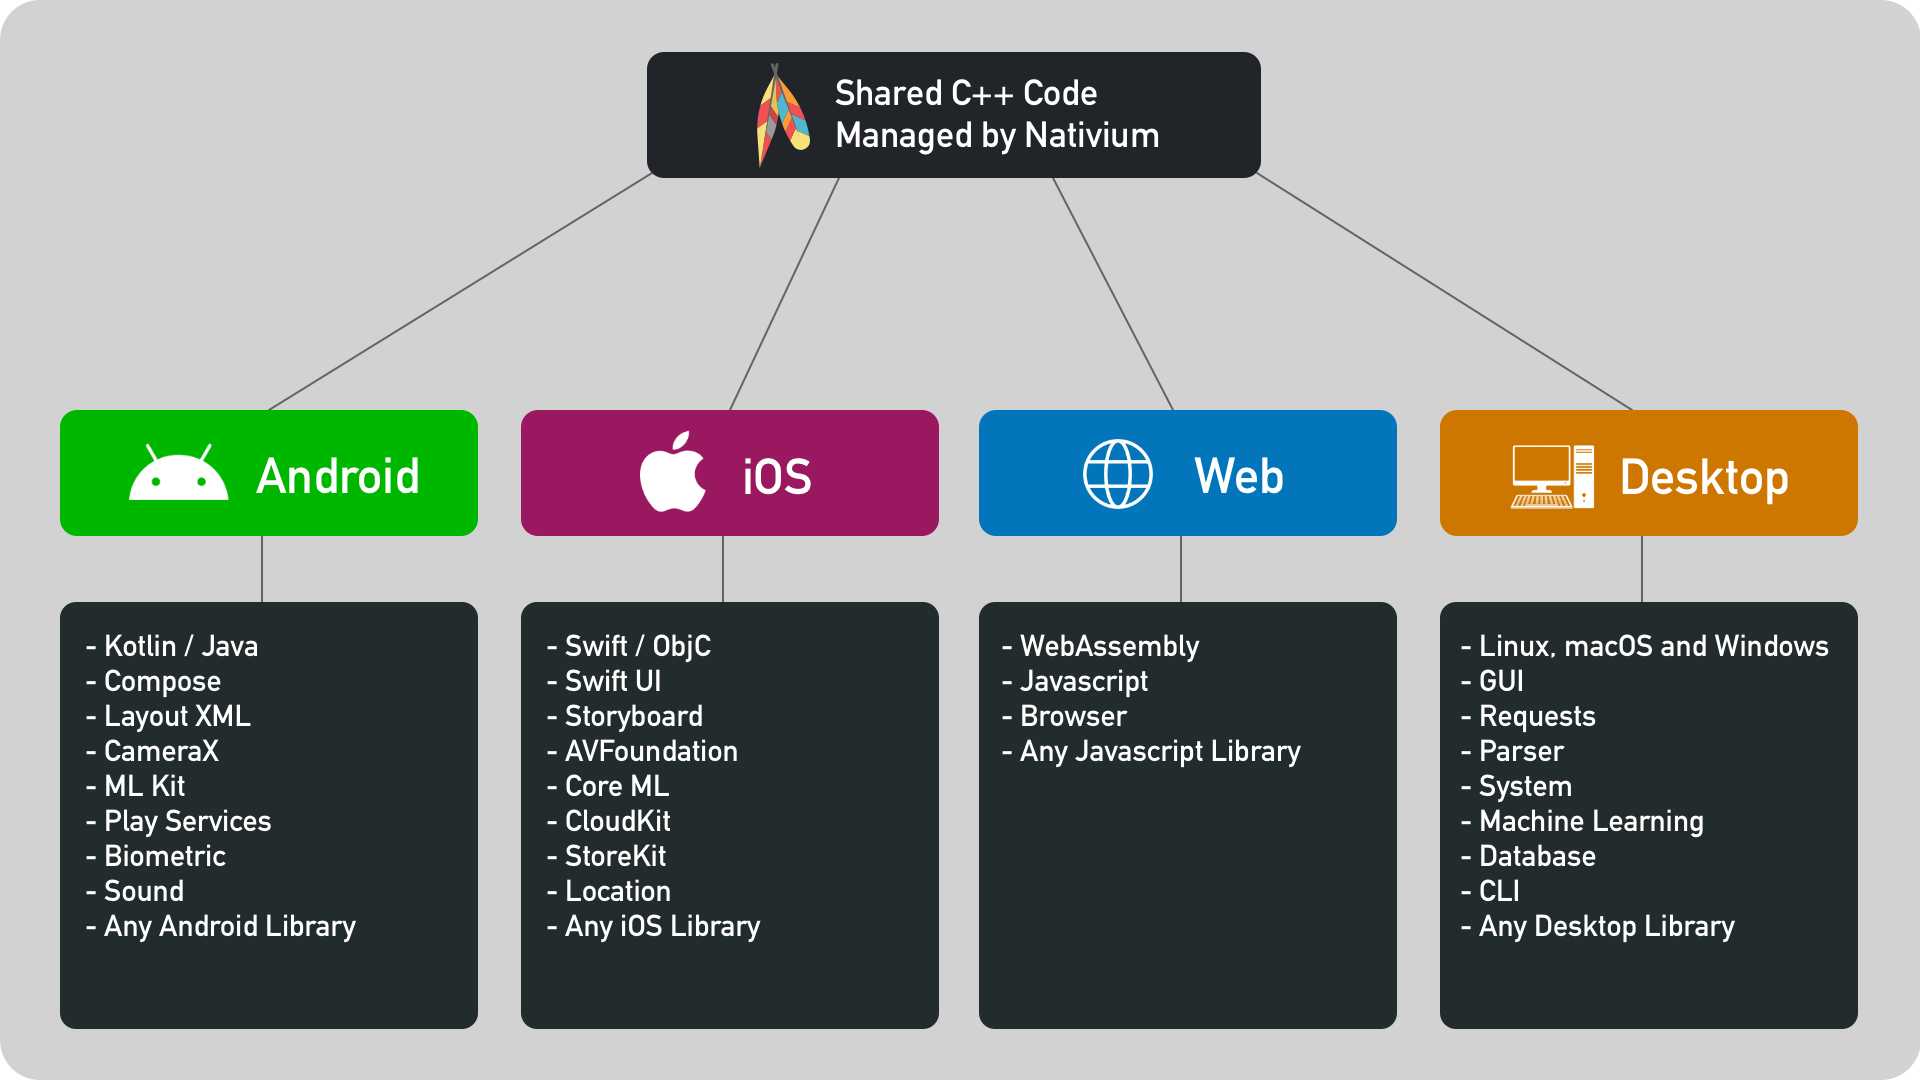 Shared C++ Code
Managed by Nativium
Android
iOS
Web
Desktop
- Kotlin / Java
- Compose
- Layout XML
- CameraX
- ML Kit
- Play Services
- Biometric
- Sound
- Any Android Library
- Swift / ObjC
- Swift UI
- Storyboard
- AVFoundation
- Core ML
- CloudKit
- StoreKit
- Location
- Any iOS Library
- WebAssembly
- Javascript
- Browser
- Any Javascript Library
- Linux, macOS and Windows
- GUI
- Requests
- Parser
- System
- Machine Learning
- Database
- CLI
- Any Desktop Library